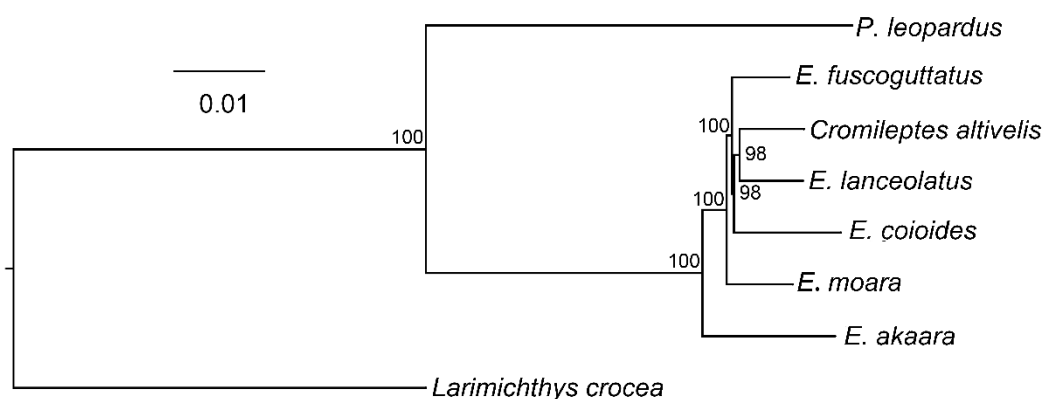 P. leopardus
E. fuscoguttatus
0.01
100
Cromileptes altivelis
100
98
E. lanceolatus
98
100
E. coioides
100
E. moara
E. akaara
Larimichthys crocea